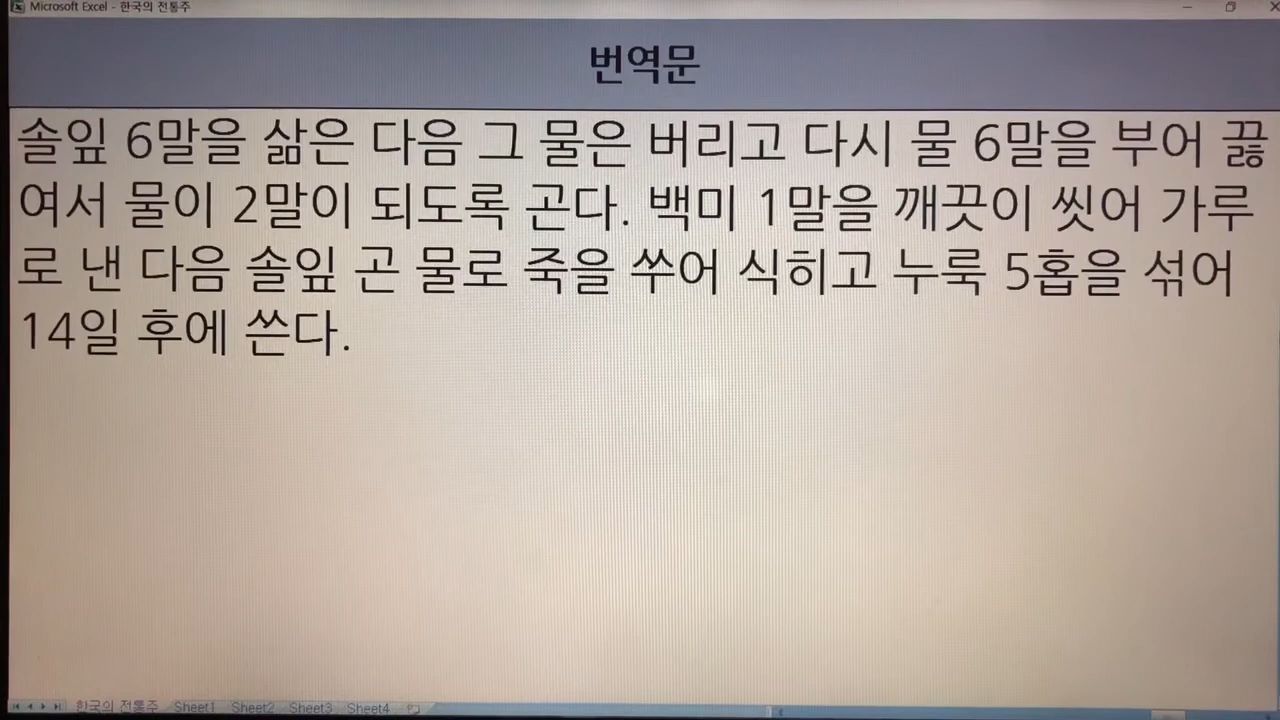 Microsoft Excel - 한국의 전통주
번역문
솔잎 6말을 삶은 다음 그 물은 버리고 다시 물 6말을 부어 끓
여서 물이 2말이 되도록 곤다. 백미 1말을 깨끗이 씻어 가루
로 낸 다음 솔잎 곤 물로 죽을 쑤어 식히고 누룩 5홉을 섞어
14일 후에 쓴다.
한국의 전통주 Sheet1 Sheet2 Sheet3 Sheet4